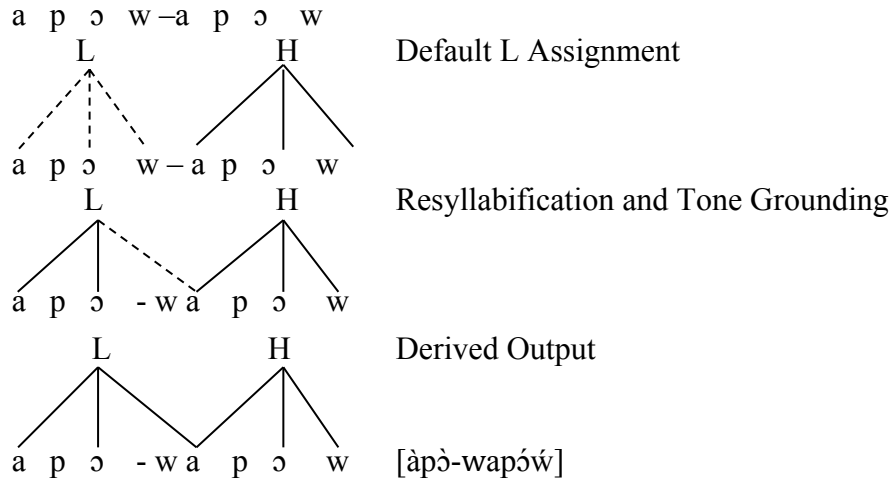 a p ɔ w –a p ɔ w
L H Default L Assignment
a p ɔ w – a p ɔ w
L H Resyllabification and Tone Grounding
a p ɔ - w a p ɔ w
L H Derived Output
a p ɔ - w a p ɔ w [àpɔ̀-wapɔ́ẃ]